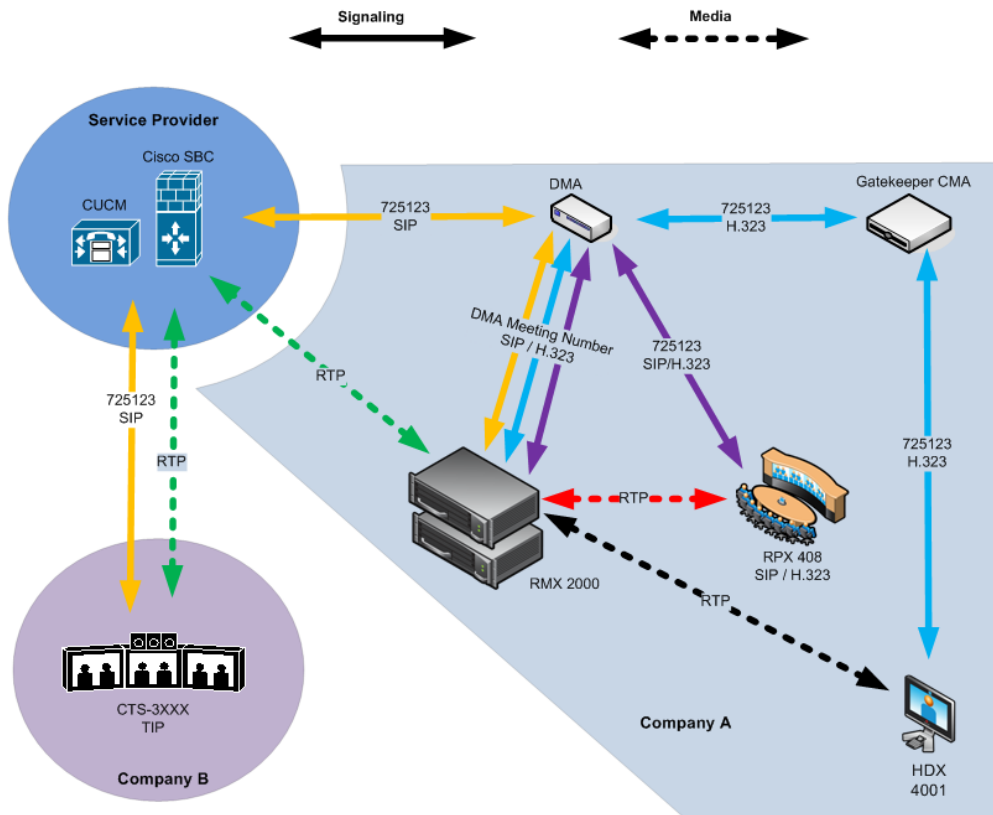 Signaling
Media
Service Provider
Cisco SBC
CUCM
725123
SIP
DMA
725123
H.323
Gatekeeper CMA
DMA Meeting Number
SIP / H.323
725123
SIP/H.323
RTP
725123
SIP
RTP
725123
H.323
RTP
RMX 2000
RPX 408
SIP / H.323
RTP
CTS-3XXX
TIP
Company B
Company A
HDX
4001